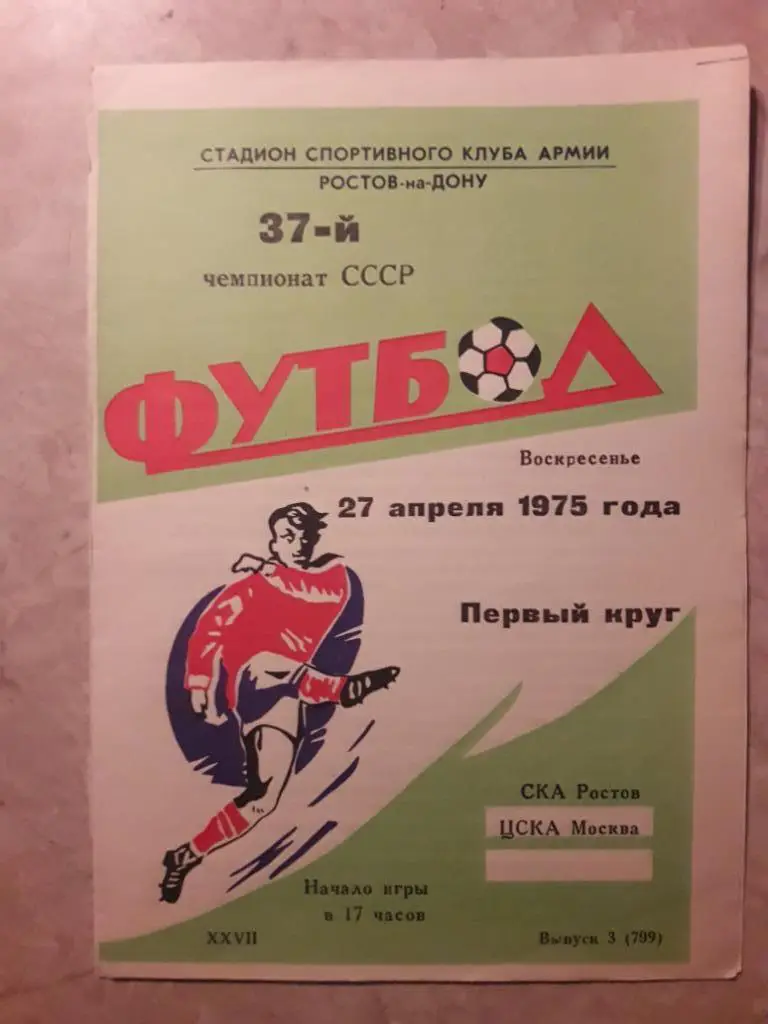 СТАДИОН СПОРТИВНОГО КЛУБА АРМИИ
РОСТОВ-на-ДОНУ
37-й
чемпионат СССР
ФУТБОЛ
Воскресенье
27 апреля 1975 года
Первый круг
СКА Ростов
ЦСКА Москва
Начало игры
в 17 часов
XXVII
Выпуск 3 (799)